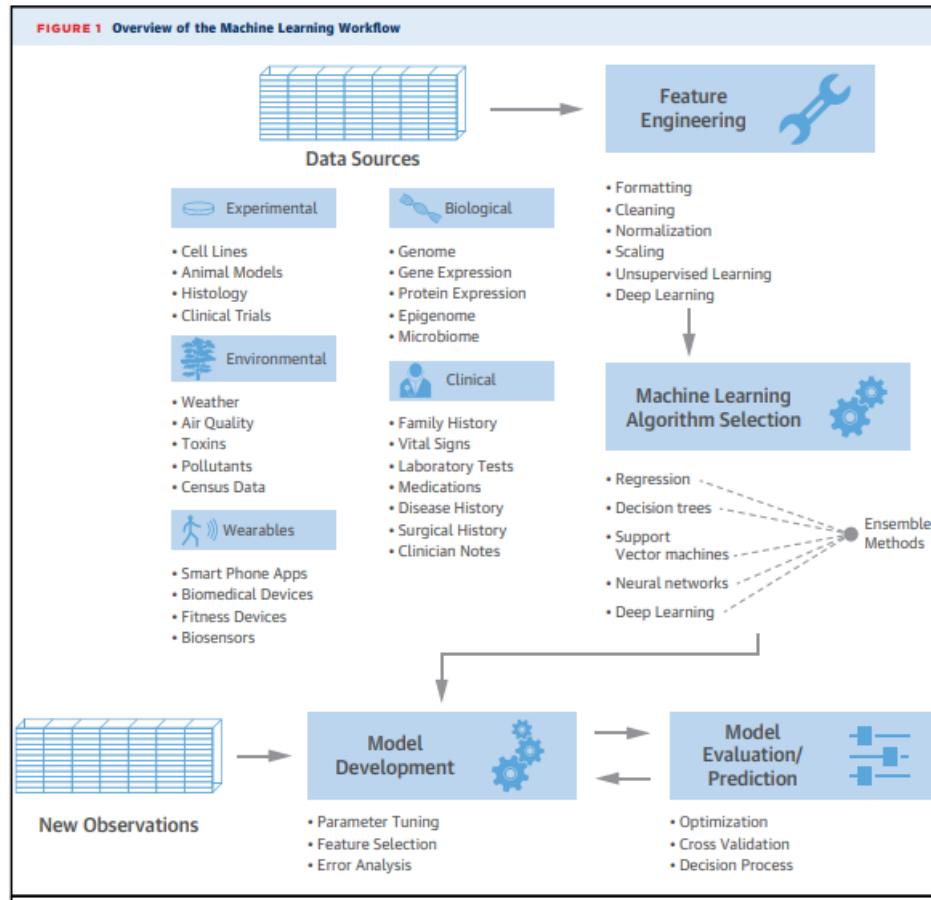 FIGURE 1 Overview of the Machine Learning Workflow
Data Sources
Experimental
• Cell Lines
• Animal Models
• Histology
• Clinical Trials
Environmental
• Weather
• Air Quality
• Toxins
• Pollutants
• Census Data
Wearables
• Smart Phone Apps
• Biomedical Devices
• Fitness Devices
• Biosensors
Biological
• Genome
• Gene Expression
• Protein Expression
• Epigenome
• Microbiome
Clinical
• Family History
• Vital Signs
• Laboratory Tests
• Medications
• Disease History
• Surgical History
• Clinician Notes
Feature
Engineering
• Formatting
• Cleaning
• Normalization
• Scaling
• Unsupervised Learning
• Deep Learning
Machine Learning
Algorithm Selection
• Regression
• Decision trees
• Support
Vector machines
• Neural networks
• Deep Learning
Ensemble
Methods
New Observations
Model
Development
• Parameter Tuning
• Feature Selection
• Error Analysis
Model
Evaluation/
Prediction
• Optimization
• Cross Validation
• Decision Process